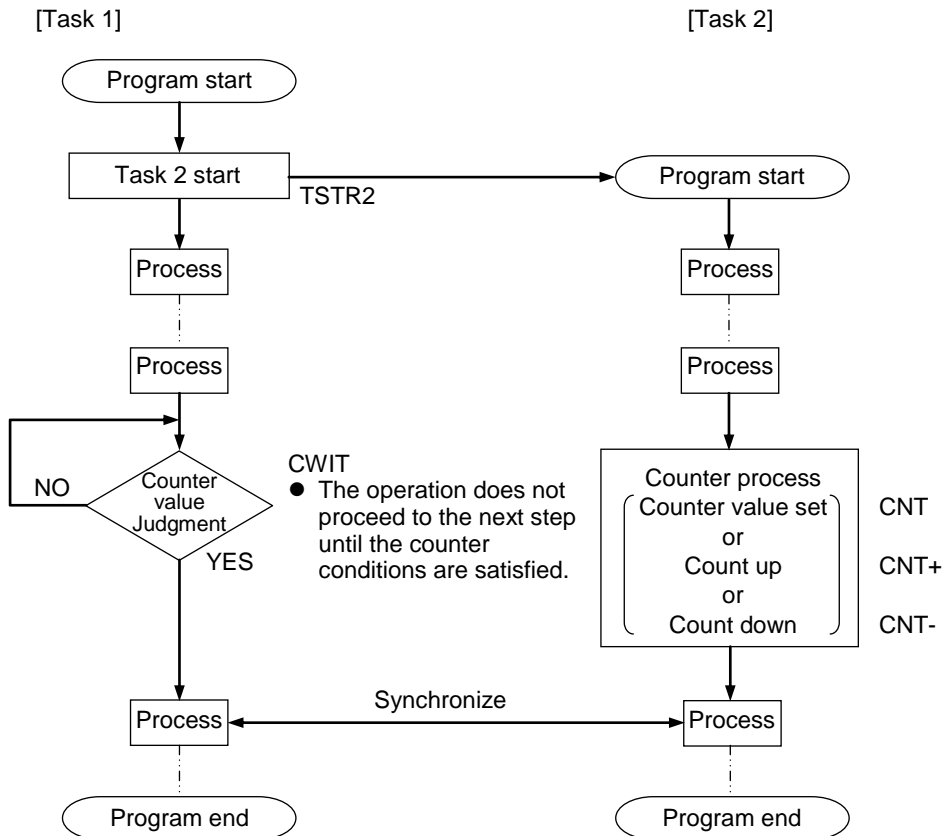 [Task 1]
[Task 2]
Program start
Task 2 start
TSTR2
Program start
Process
Process
Process
Process
NO
Counter
value
Judgment
YES
CWIT
● The operation does not
proceed to the next step
until the counter
conditions are satisfied.
Counter process
Counter value set
or
Count up
or
Count down
CNT
CNT+
CNT-
Process
Synchronize
Process
Program end
Program end